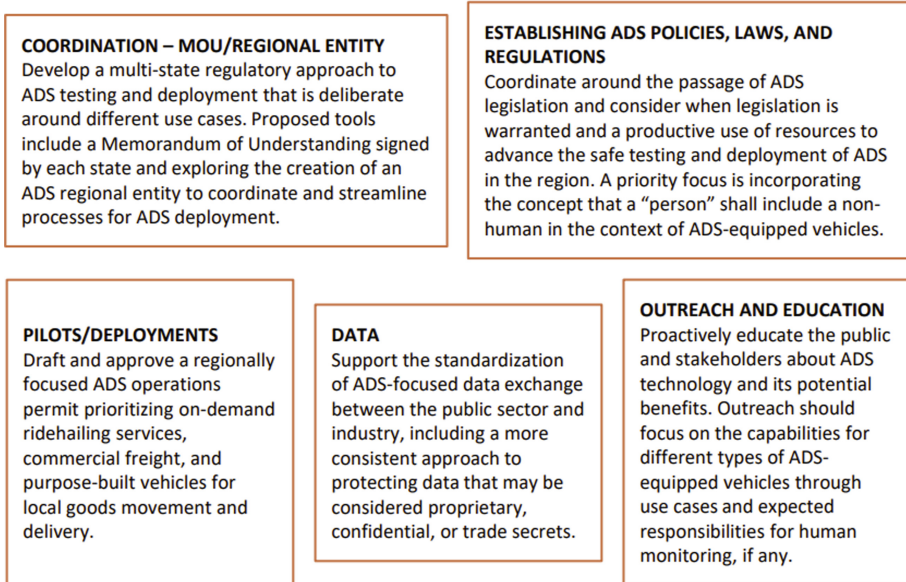 COORDINATION – MOU/REGIONAL ENTITY
Develop a multi-state regulatory approach to
ADS testing and deployment that is deliberate
around different use cases. Proposed tools
include a Memorandum of Understanding signed
by each state and exploring the creation of an
ADS regional entity to coordinate and streamline
processes for ADS deployment.
ESTABLISHING ADS POLICIES, LAWS, AND
REGULATIONS
Coordinate around the passage of ADS
legislation and consider when legislation is
warranted and a productive use of resources to
advance the safe testing and deployment of ADS
in the region. A priority focus is incorporating
the concept that a “person” shall include a non-
human in the context of ADS-equipped vehicles.
PILOTS/DEPLOYMENTS
Draft and approve a regionally
focused ADS operations
permit prioritizing on-demand
ridehailing services,
commercial freight, and
purpose-built vehicles for
local goods movement and
delivery.
DATA
Support the standardization
of ADS-focused data exchange
between the public sector and
industry, including a more
consistent approach to
protecting data that may be
considered proprietary,
confidential, or trade secrets.
OUTREACH AND EDUCATION
Proactively educate the public
and stakeholders about ADS
technology and its potential
benefits. Outreach should
focus on the capabilities for
different types of ADS-
equipped vehicles through
use cases and expected
responsibilities for human
monitoring, if any.